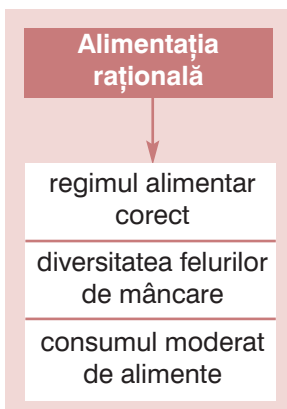 Alimentația
rațională
regimul alimentar
corect
diversitatea felurilor
de mâncare
consumul moderat
de alimente